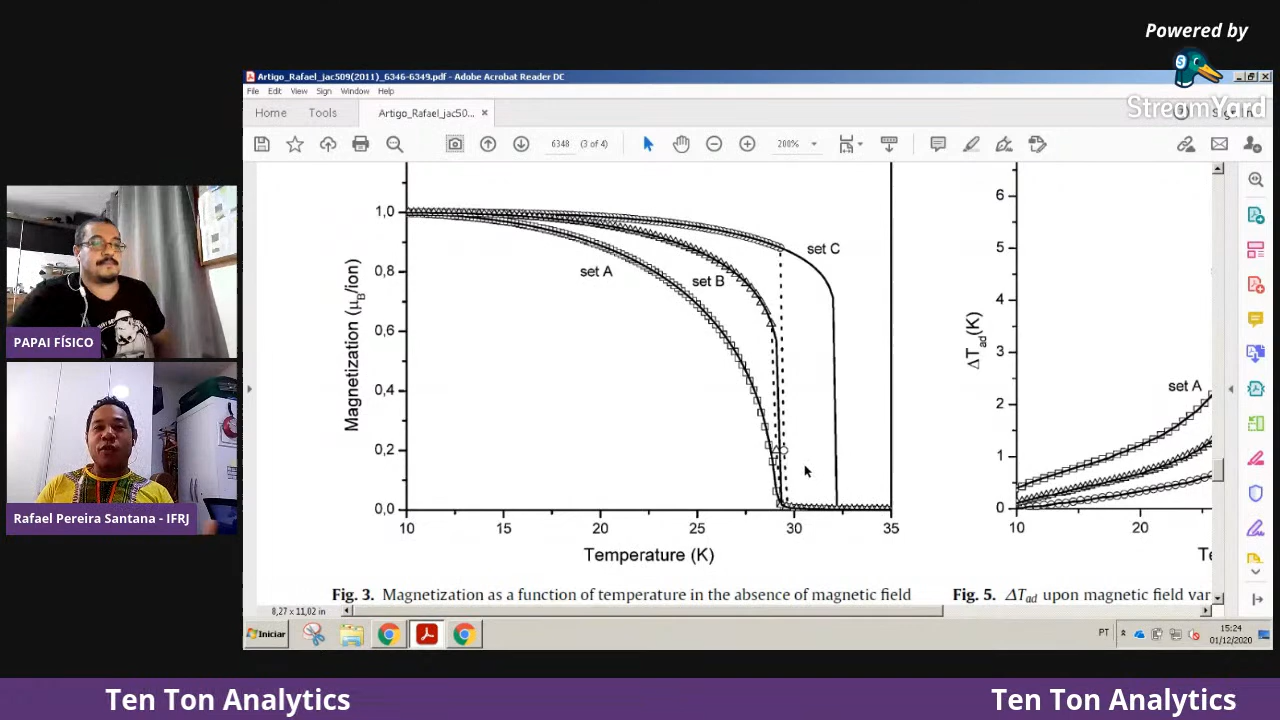 Powered by
StreamYard
Artigo_Rafael_jac509(2011)_6346-6349.pdf - Adobe Acrobat Reader DC
File Edit View Sign Window Help
Home Tools Artigo_Rafael_jac50... ×
6348 (3 of 4) 200%
1,0
0,8
0,6
0,4
0,2
0,0
Magnetization (μB/ion)
set A
set B
set C
10 15 20 25 30 35
Temperature (K)
Fig. 3. Magnetization as a function of temperature in the absence of magnetic field
6
5
4
3
2
1
0
ΔTad(K)
set A
10 20
Te
Fig. 5. ΔTad upon magnetic field var
8,27 x 11,02 in
PAPAI FÍSICO
Rafael Pereira Santana - IFRJ
Iniciar
PT
15:24
01/12/2020
Ten Ton Analytics
Ten Ton Analytics